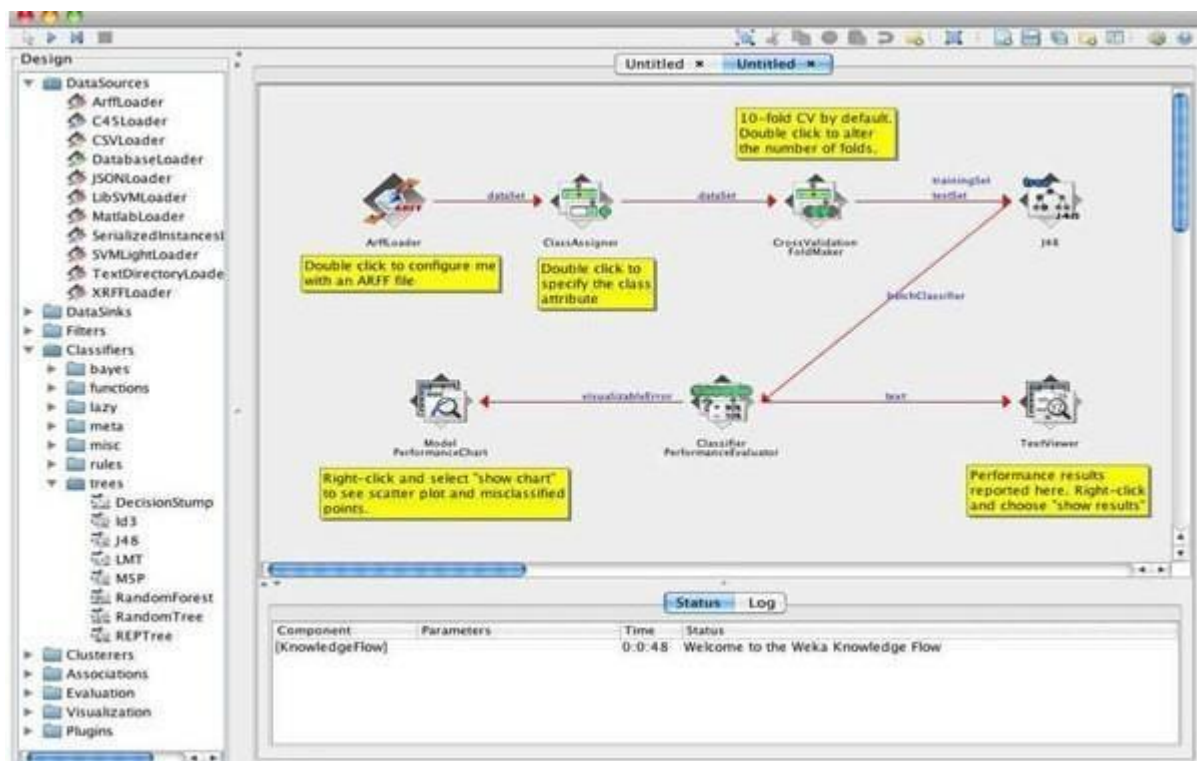 Design
Untitled
Untitled
DataSources
ArffLoader
C45Loader
CSVLoader
DatabaseLoader
JSONLoader
LibSVMLoader
MatlabLoader
SerializedInstancesL
SVMLightLoader
TextDirectoryLoade
XRFFLoader
DataSinks
Filters
Classifiers
bayes
functions
lazy
meta
misc
rules
trees
DecisionStump
Id3
J48
LMT
M5P
RandomForest
RandomTree
REPTree
Clusterers
Associations
Evaluation
Visualization
Plugins
10-fold CV by default.
Double click to alter
the number of folds.
dataSet
dataSet
trainingSet
testSet
ARFF
J48
ArffLoader
ClassAssigner
CrossValidation
FoldMaker
J48
Double click to configure me
with an ARFF file
Double click to
specify the class
attribute
batchClassifier
visualizableError
text
Model
PerformanceChart
Classifier
PerformanceEvaluator
TextViewer
Right-click and select "show chart"
to see scatter plot and misclassified
points.
Performance results
reported here. Right-click
and choose "show results"
Status
Log
Component Parameters Time Status
[KnowledgeFlow] 0:0:48 Welcome to the Weka Knowledge Flow